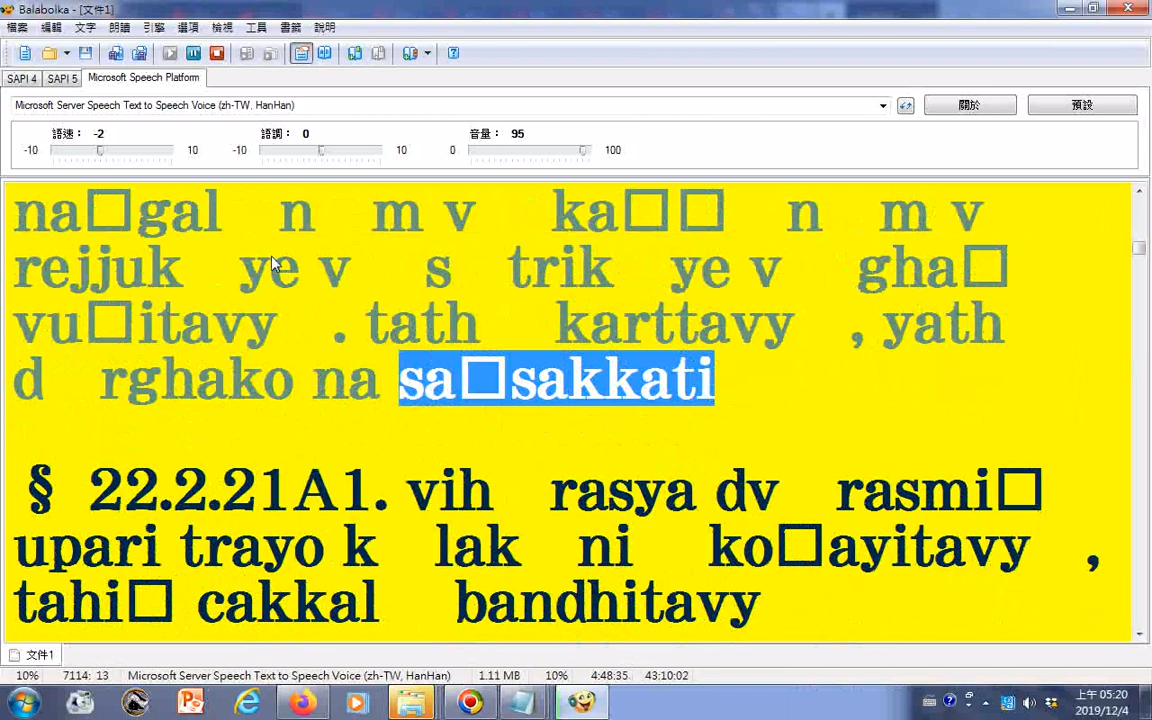 Balabolka - [文件1]
檔案 編輯 文字 朗讀 引擎 選項 檢視 工具 書籤 說明
SAPI 4 SAPI 5 Microsoft Speech Platform
Microsoft Server Speech Text to Speech Voice (zh-TW, HanHan) 關於 預設
語速： -2 語調： 0 音量： 95
-10 10 -10 10 0 100
na□gal n m v ka□□ n m v
rejjuk ye v s trik ye v gha□
vu□itavy . tath karttavy , yath
d rghako na sa□sakkati
§ 22.2.21A1. vih rasya dv rasmi□
upari trayo k lak ni ko□ayitavy ,
tahi□ cakkal bandhitavy
文件1
10% 7114: 13 Microsoft Server Speech Text to Speech Voice (zh-TW, HanHan) 1.11 MB 10% 4:48:35. 43:10:02
上午 05:20
2019/12/4